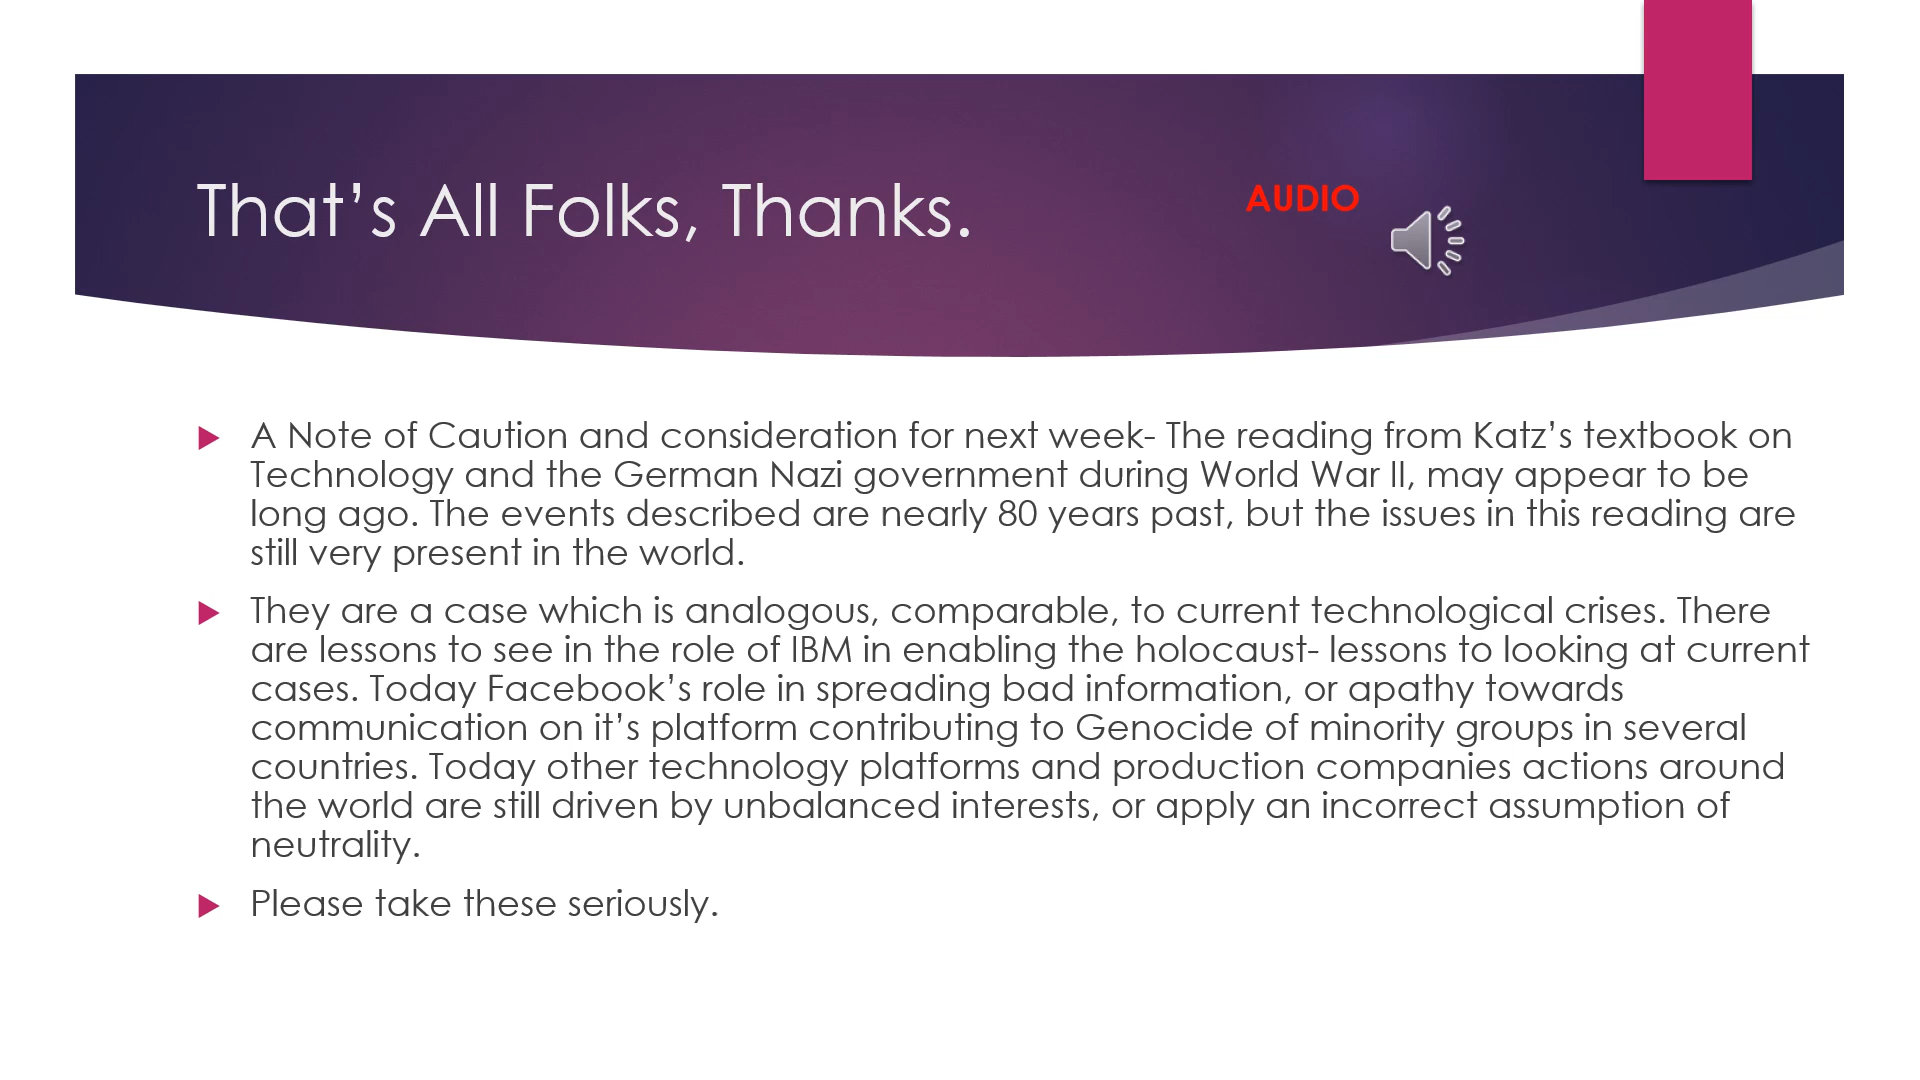 That’s All Folks, Thanks.
AUDIO
A Note of Caution and consideration for next week- The reading from Katz’s textbook on
Technology and the German Nazi government during World War II, may appear to be
long ago. The events described are nearly 80 years past, but the issues in this reading are
still very present in the world.
They are a case which is analogous, comparable, to current technological crises. There
are lessons to see in the role of IBM in enabling the holocaust- lessons to looking at current
cases. Today Facebook’s role in spreading bad information, or apathy towards
communication on it’s platform contributing to Genocide of minority groups in several
countries. Today other technology platforms and production companies actions around
the world are still driven by unbalanced interests, or apply an incorrect assumption of
neutrality.
Please take these seriously.